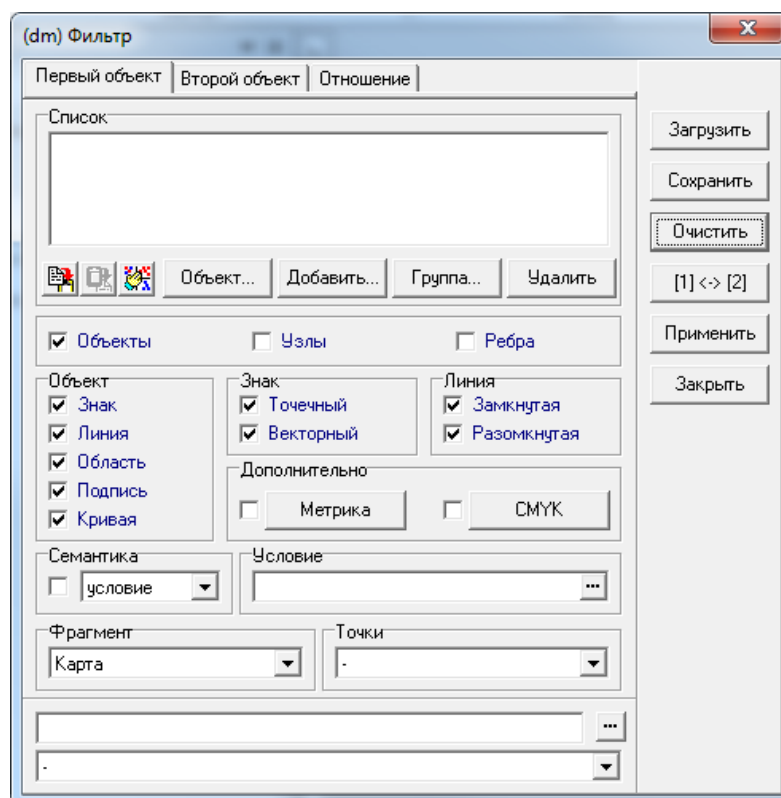 (dm) Фильтр
Первый объект Второй объект Отношение
Список
Загрузить
Сохранить
Очистить
Объект... Добавить... Группа... Удалить
[1] <-> [2]
Объекты Узлы Ребра
Применить
Объект Знак Линия
Закрыть
Знак Точечный Замкнутая
Линия Векторный Разомкнутая
Область
Дополнительно
Подпись
Метрика CMYK
Кривая
Семантика Условие
условие ...
Фрагмент Точки
Карта -
...
-